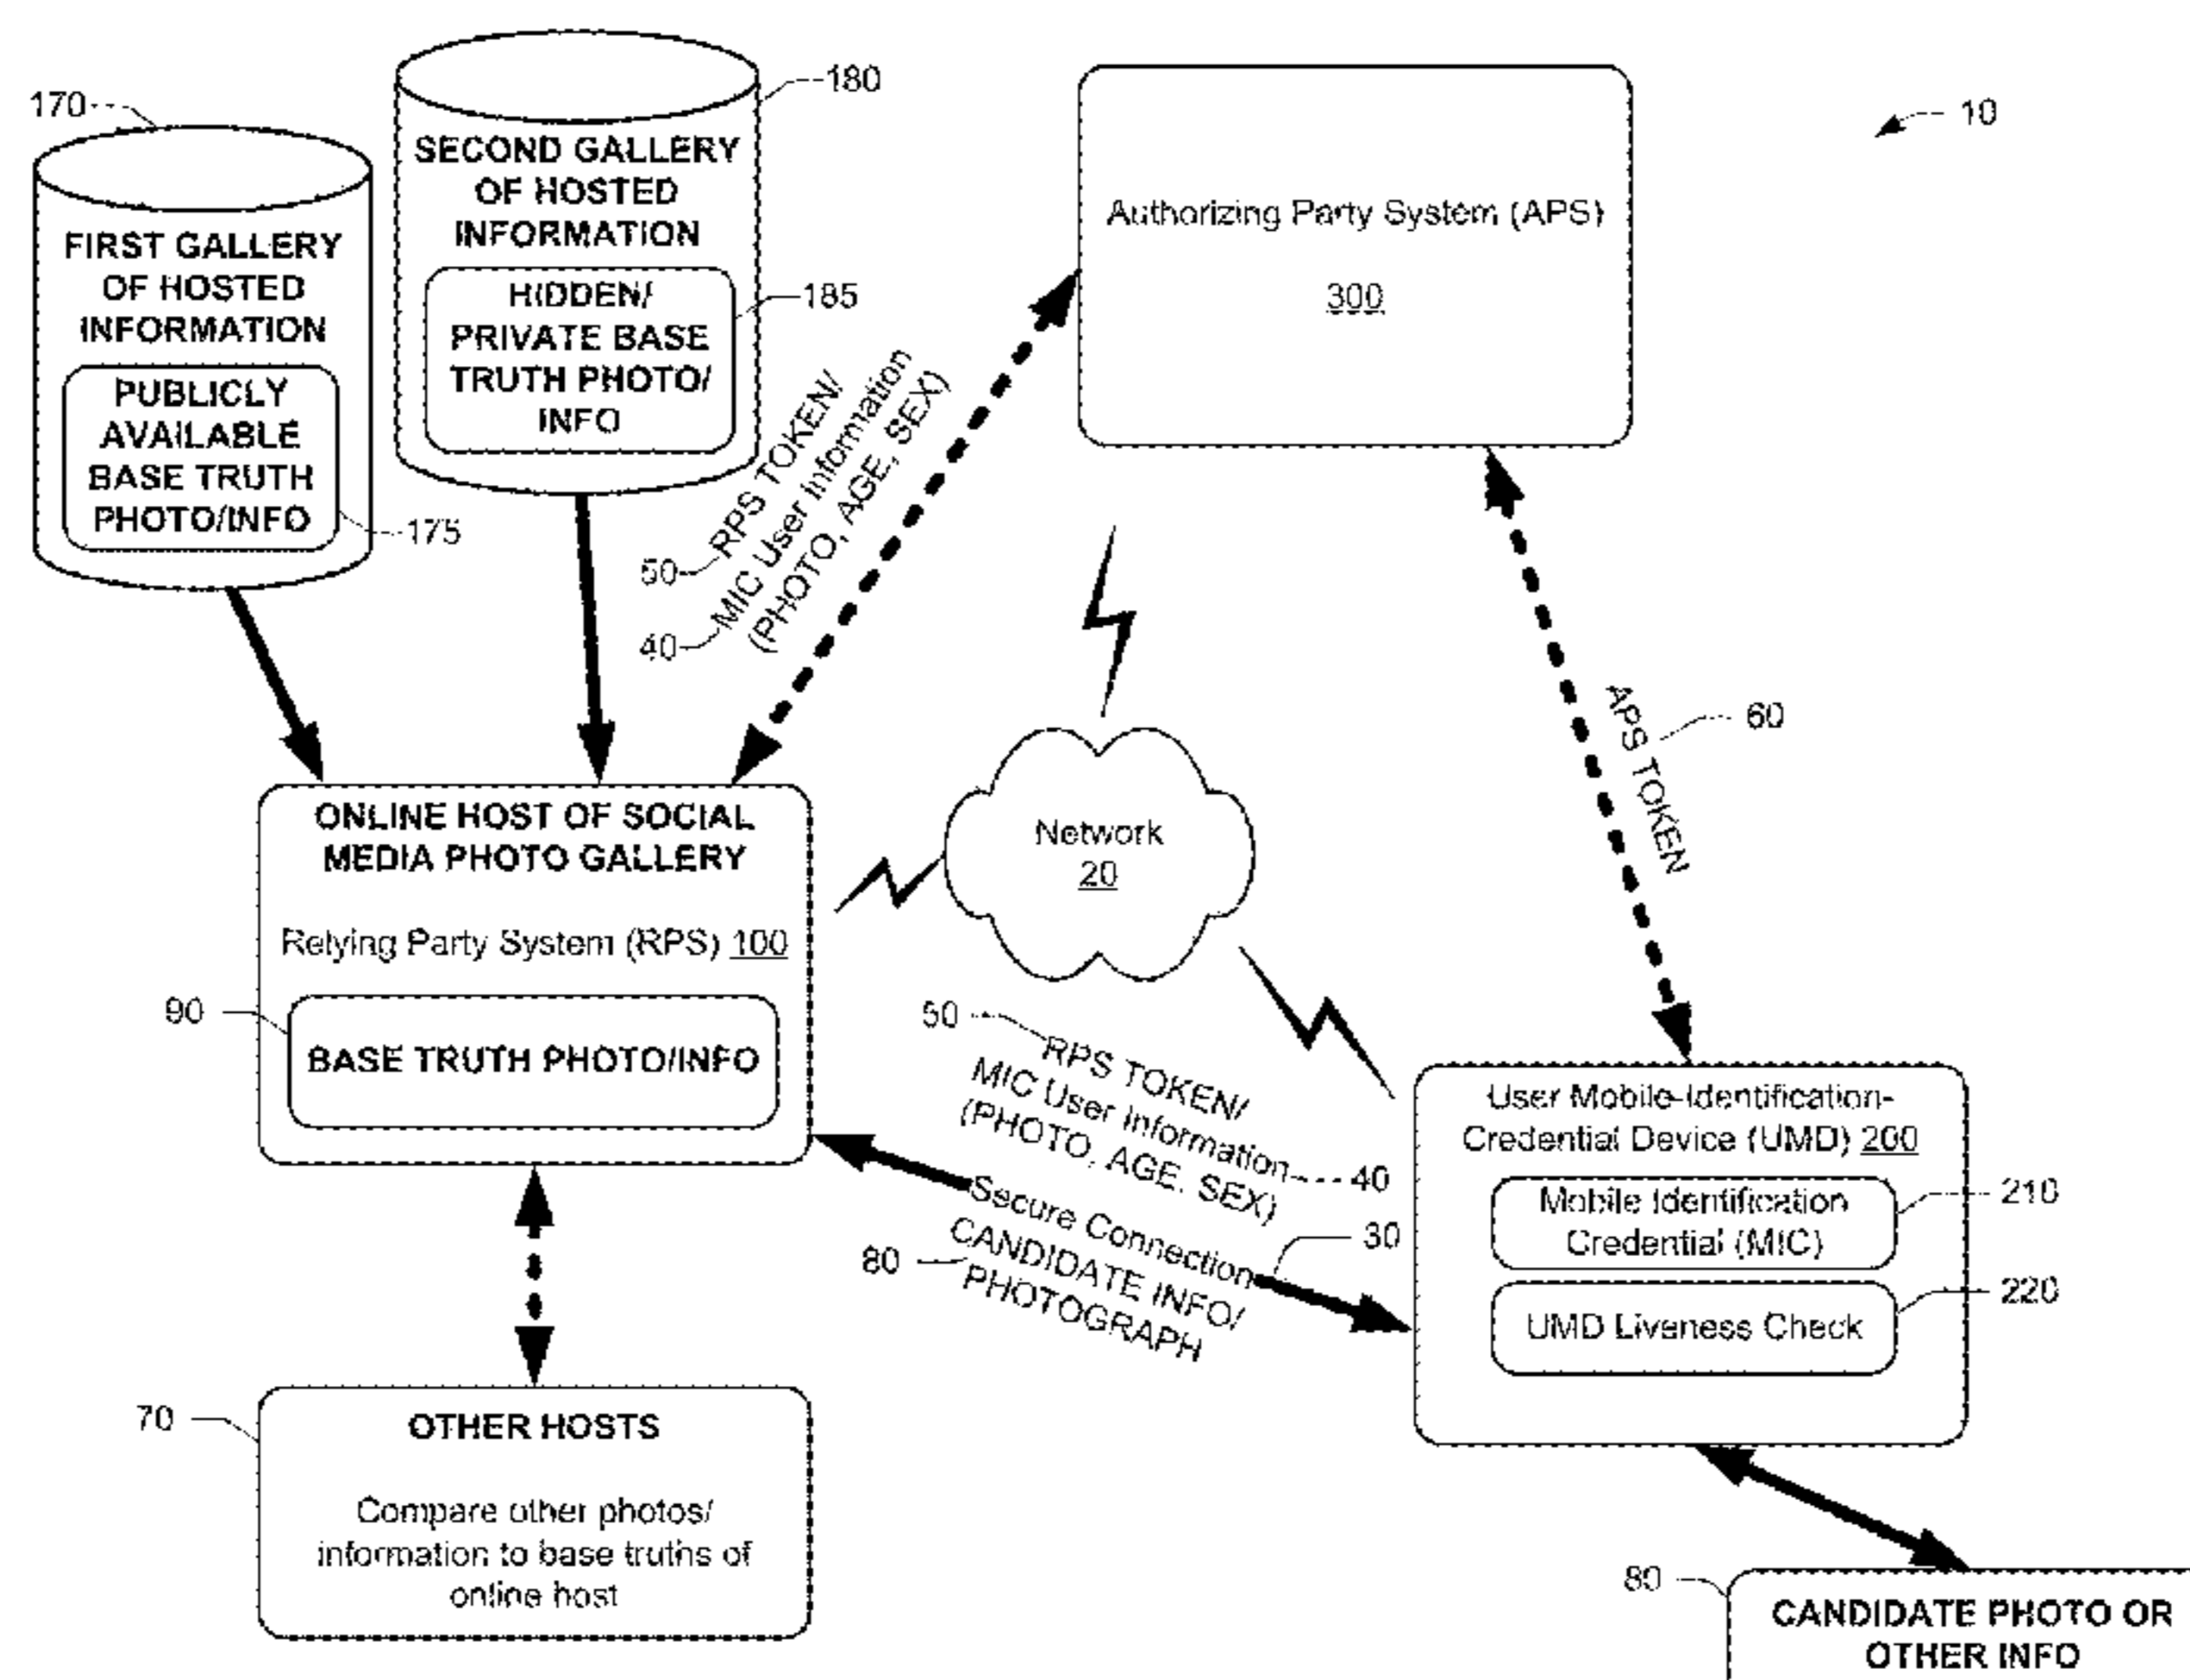 170
FIRST GALLERY
OF HOSTED
INFORMATION
PUBLICLY
AVAILABLE
BASE TRUTH
PHOTO/INFO
175
180
SECOND GALLERY
OF HOSTED
INFORMATION
HIDDEN/
PRIVATE BASE
TRUTH PHOTO/
INFO
185
Authorizing Party System (APS)
300
10
50
RPS TOKEN/
40
MIC User Information
(PHOTO, AGE, SEX)
APS TOKEN
60
Network
20
ONLINE HOST OF SOCIAL
MEDIA PHOTO GALLERY
Relying Party System (RPS) 100
90
BASE TRUTH PHOTO/INFO
50
RPS TOKEN/
MIC User Information
40
(PHOTO, AGE, SEX)
Secure Connection
30
80
CANDIDATE INFO/
PHOTOGRAPH
User Mobile-Identification-
Credential Device (UMD) 200
Mobile Identification
Credential (MIC)
210
UMD Liveness Check
220
70
OTHER HOSTS
Compare other photos/
information to base truths of
online host
80
CANDIDATE PHOTO OR
OTHER INFO